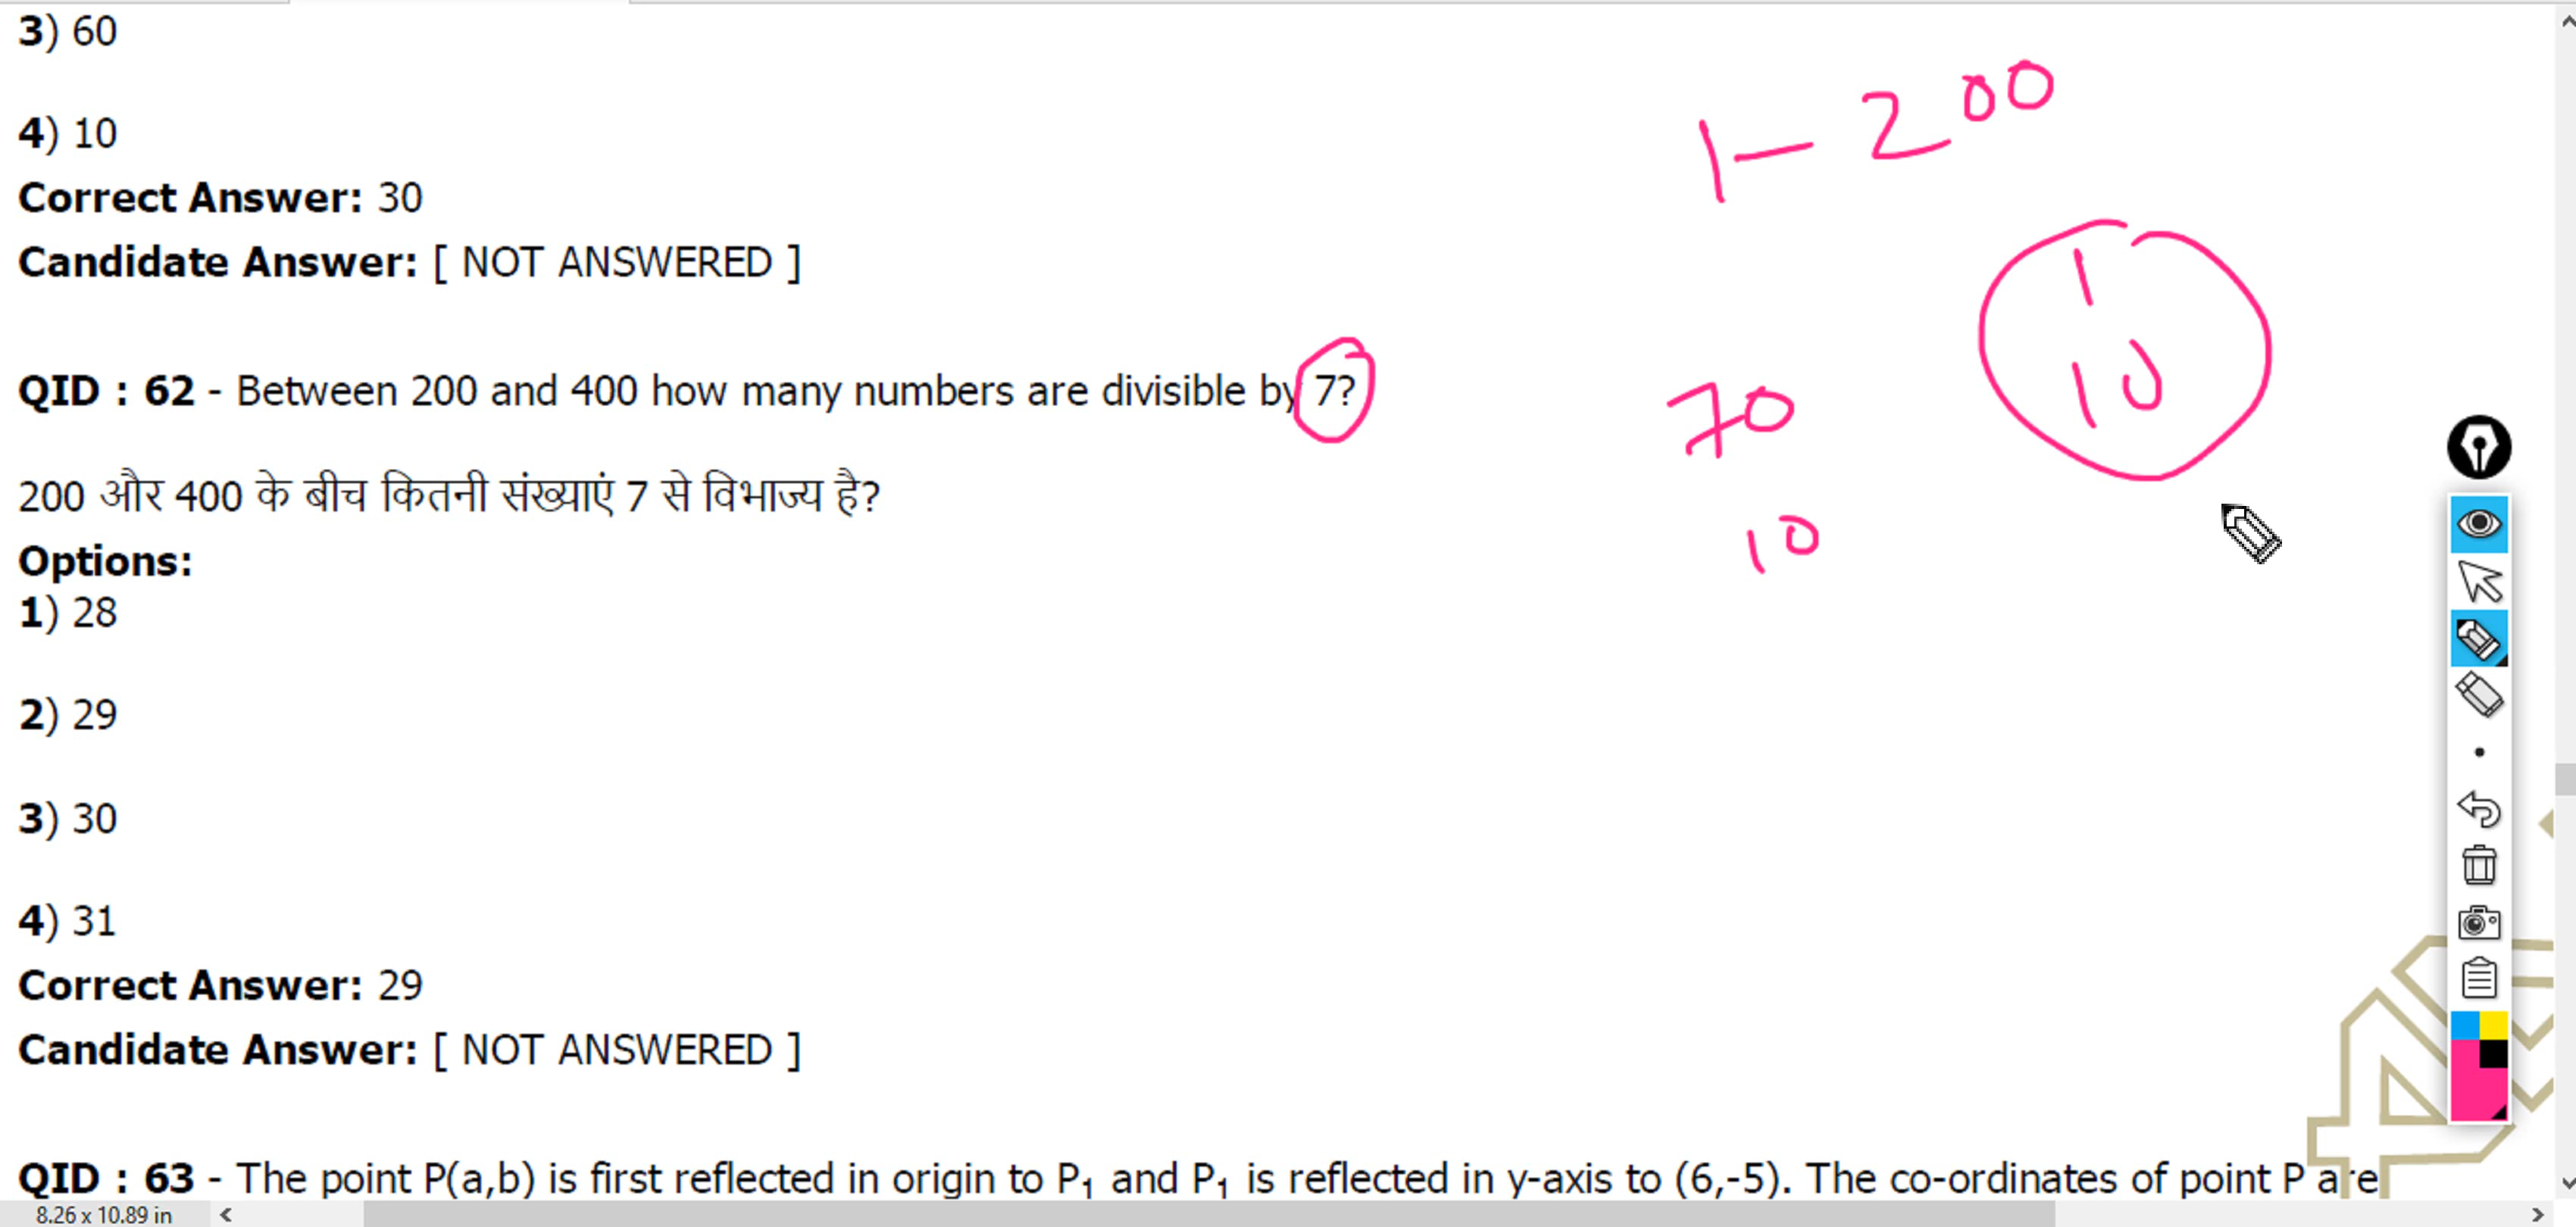 3) 60
4) 10
Correct Answer: 30
Candidate Answer: [ NOT ANSWERED ]
1 - 200
1
10
QID : 62 - Between 200 and 400 how many numbers are divisible by 7?
70
10
200 और 400 के बीच कितनी संख्याएं 7 से विभाज्य है?
Options:
1) 28
2) 29
3) 30
4) 31
Correct Answer: 29
Candidate Answer: [ NOT ANSWERED ]
QID : 63 - The point P(a,b) is first reflected in origin to P₁ and P₁ is reflected in y-axis to (6,-5). The co-ordinates of point P are
8.26 x 10.89 in